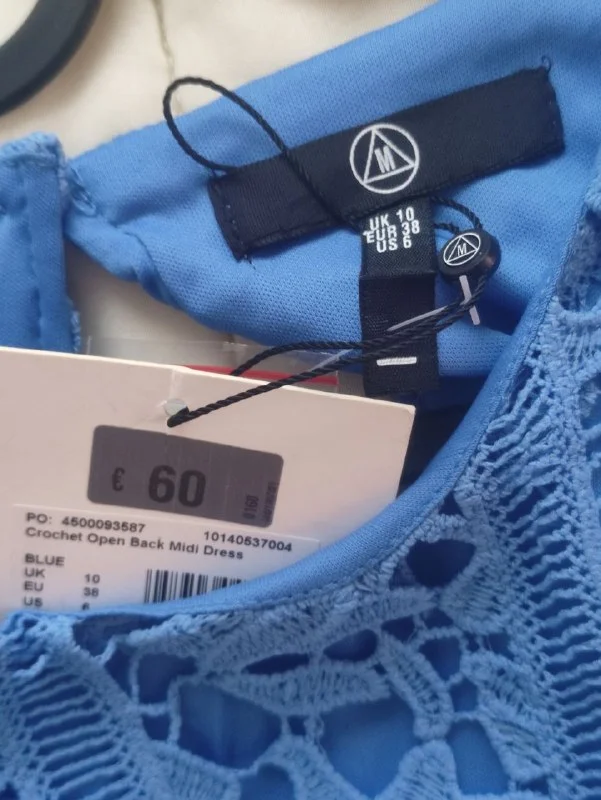 M
UK 10
EUR 38
US 6
M
€ 60
PO: 4500093587 10140537004
Crochet Open Back Midi Dress
BLUE
UK 10
EU 38
US 6